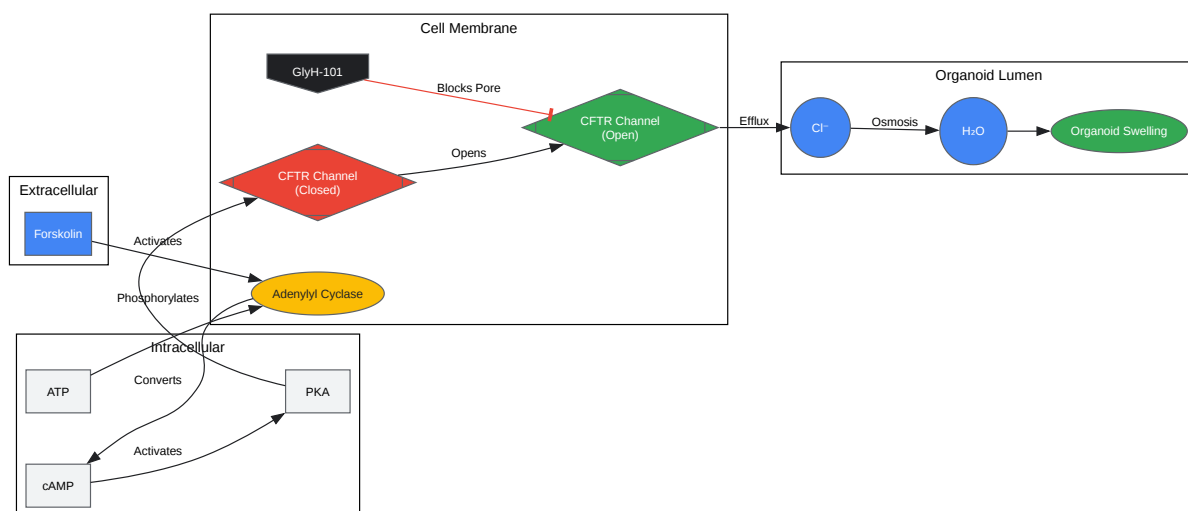 Cell Membrane
GlyH-101
Blocks Pore
CFTR Channel
(Open)
Efflux
Organoid Lumen
Cl⁻
Osmosis
H₂O
Organoid Swelling
Opens
CFTR Channel
(Closed)
Extracellular
Forskolin
Activates
Phosphorylates
Adenylyl Cyclase
Intracellular
ATP
Converts
PKA
Activates
cAMP